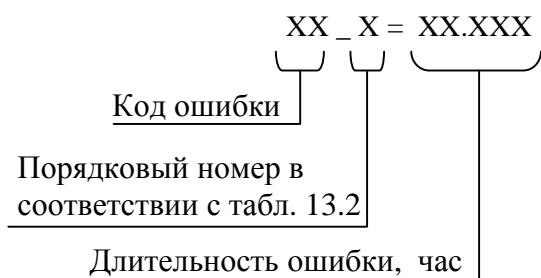 XX _ X = XX.XXX
Код ошибки
Порядковый номер в
соответствии с табл. 13.2
Длительность ошибки, час